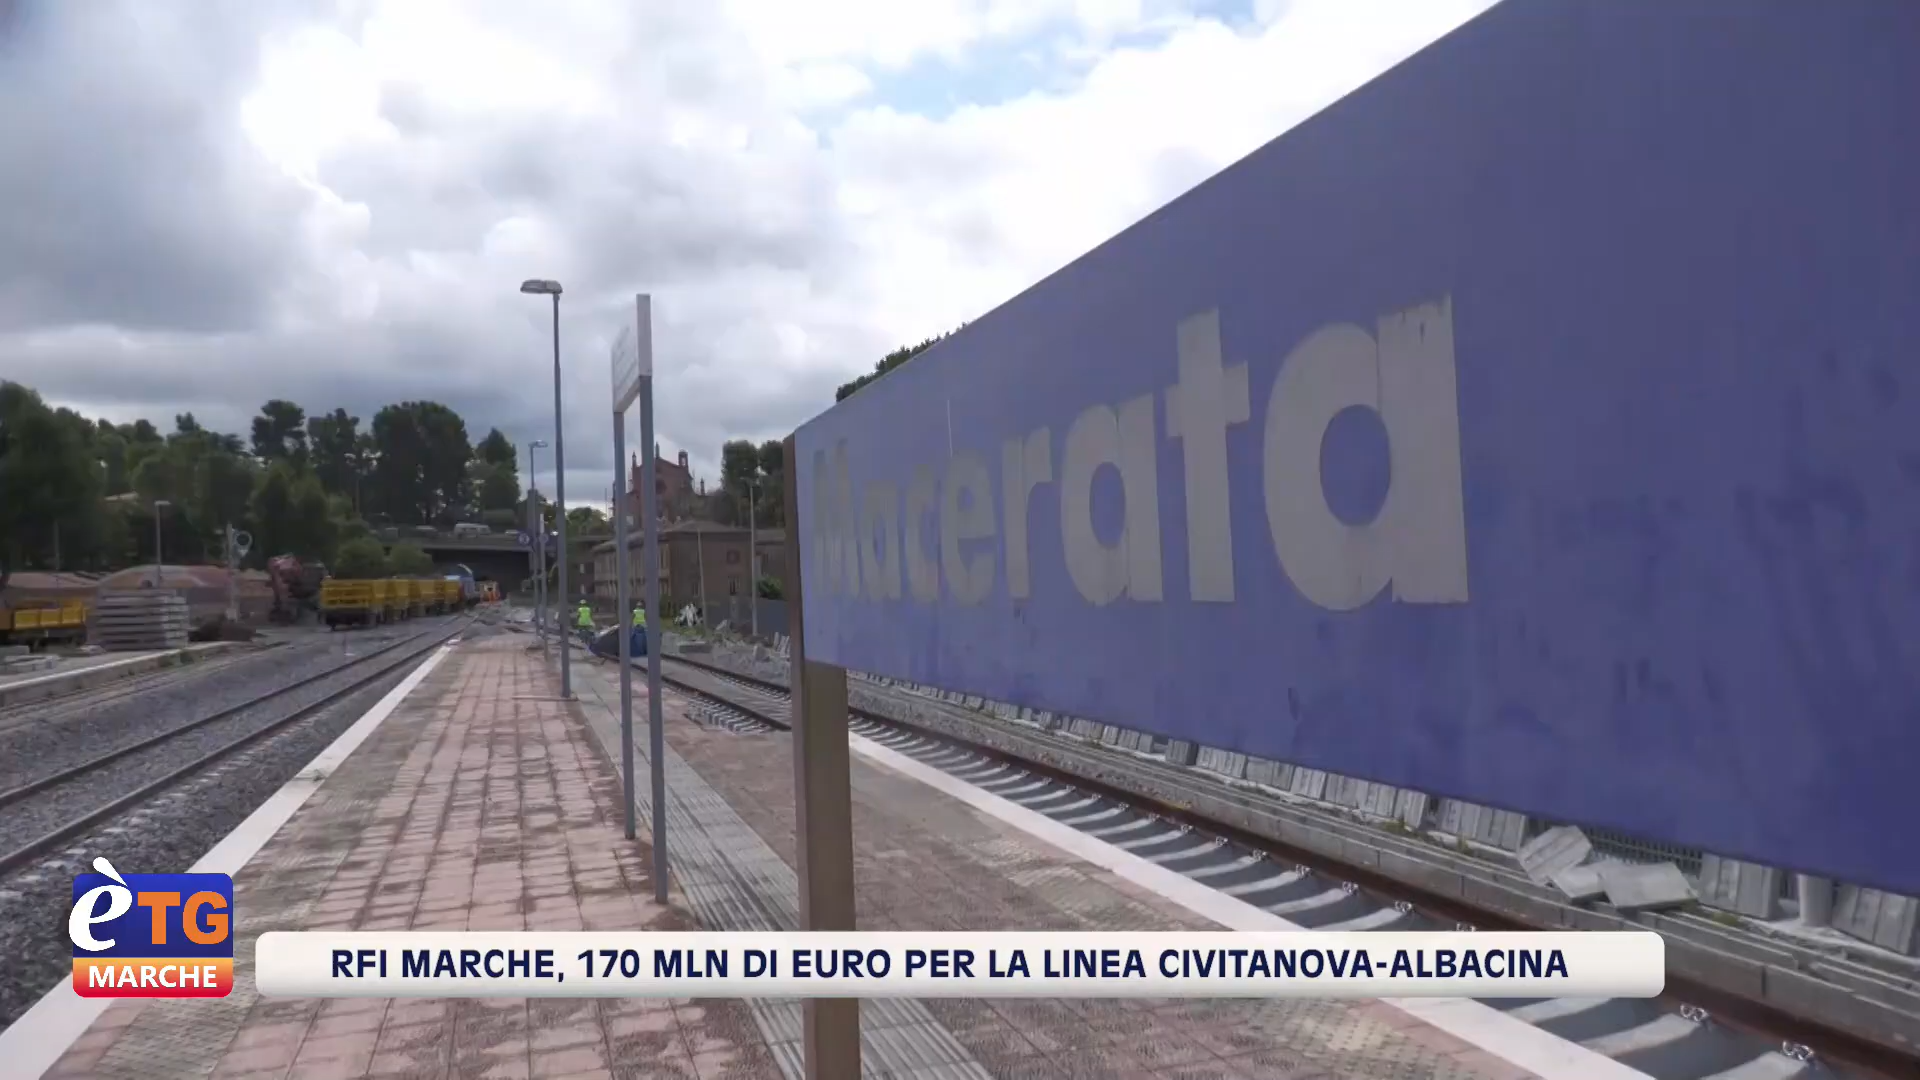 Macerata
èTG
MARCHE
RFI MARCHE, 170 MLN DI EURO PER LA LINEA CIVITANOVA-ALBACINA